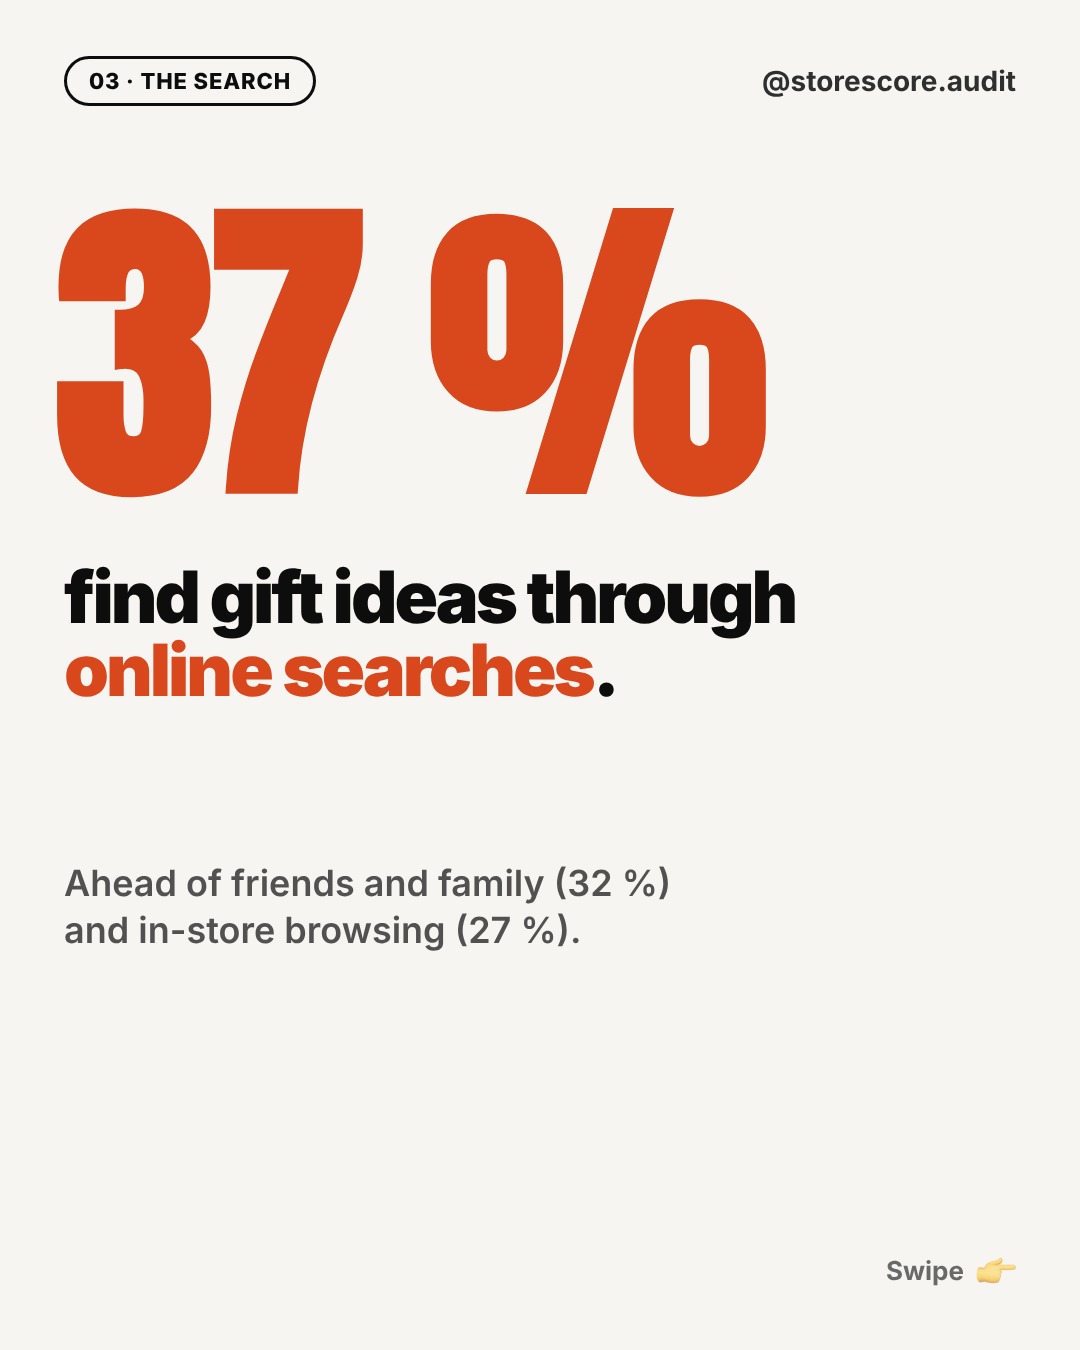 03 · THE SEARCH
@storescore.audit
37 %
find gift ideas through
online searches.
Ahead of friends and family (32 %)
and in-store browsing (27 %).
Swipe 👉